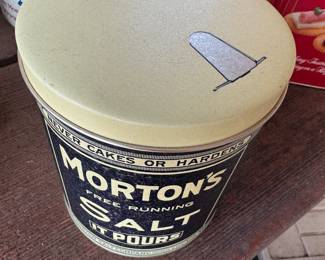 NEVER CAKES OR HARDENS
MORTON'S
FREE RUNNING
SALT
IT POURS